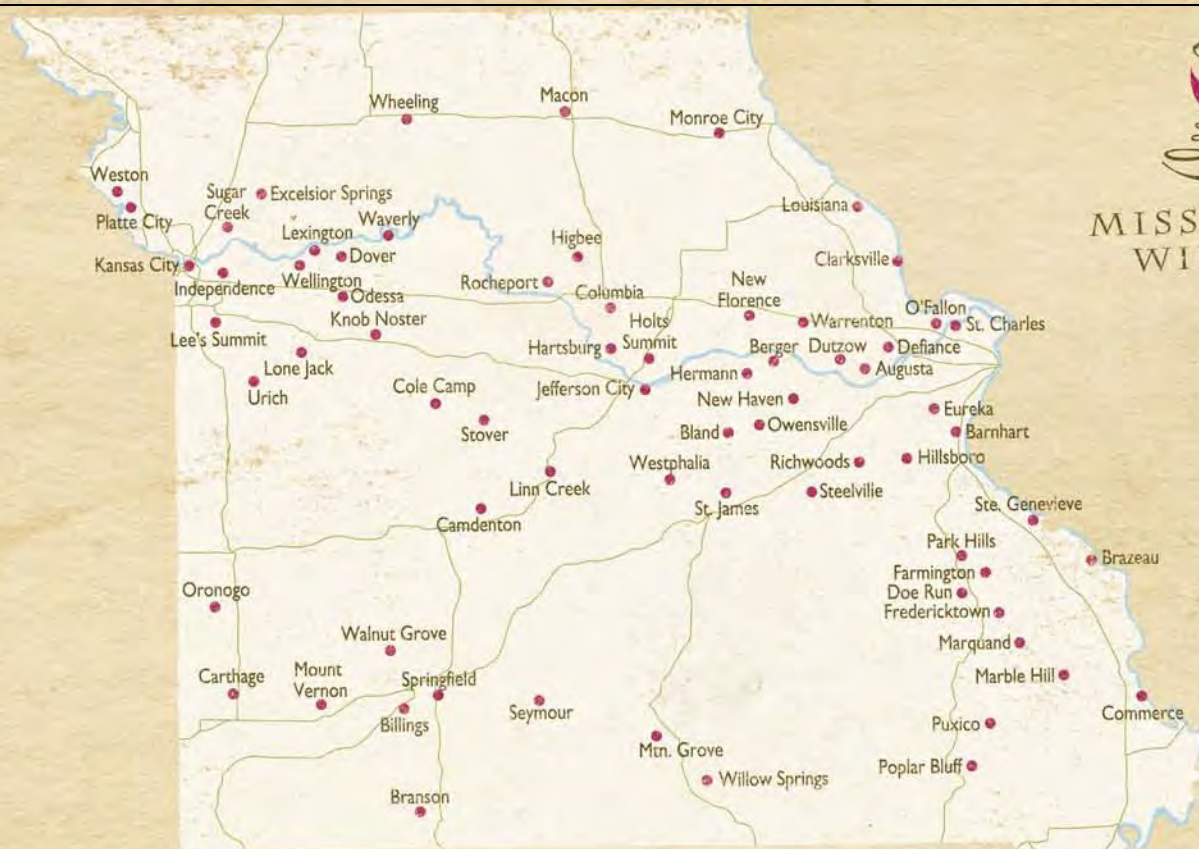 Wheeling
Macon
Monroe City
Weston
Sugar
Creek
Excelsior Springs
Platte City
Louisiana
MISS
WI
Lexington
Waverly
Higbee
Kansas City
Dover
Clarksville
Independence
Wellington
Odessa
Rocheport
Columbia
New
Florence
O'Fallon
Lee's Summit
Knob Noster
Holts
Summit
Warrenton
St. Charles
Lone Jack
Hartsburg
Berger
Dutzow
Defiance
Urich
Cole Camp
Jefferson City
Hermann
Augusta
Stover
New Haven
Eureka
Bland
Owensville
Barnhart
Linn Creek
Westphalia
Richwoods
Hillsboro
Camdenton
St. James
Steelville
Ste. Genevieve
Park Hills
Brazeau
Farmington
Oronogo
Doe Run
Fredericktown
Walnut Grove
Marquand
Carthage
Mount
Vernon
Springfield
Marble Hill
Billings
Seymour
Commerce
Puxico
Mtn. Grove
Poplar Bluff
Willow Springs
Branson